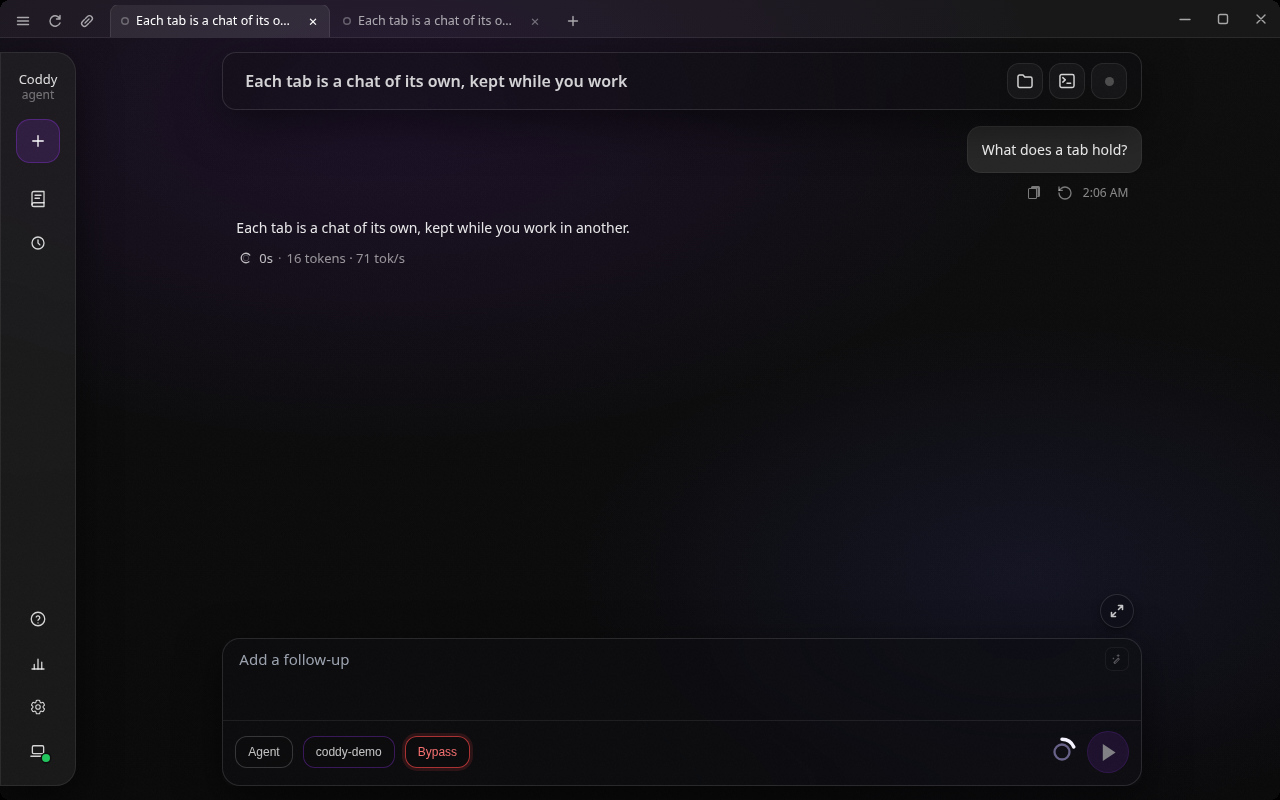 Each tab is a chat of its o...
Each tab is a chat of its o...
Coddy
agent
Each tab is a chat of its own, kept while you work
What does a tab hold?
2:06 AM
Each tab is a chat of its own, kept while you work in another.
0s · 16 tokens · 71 tok/s
Add a follow-up
Agent
coddy-demo
Bypass